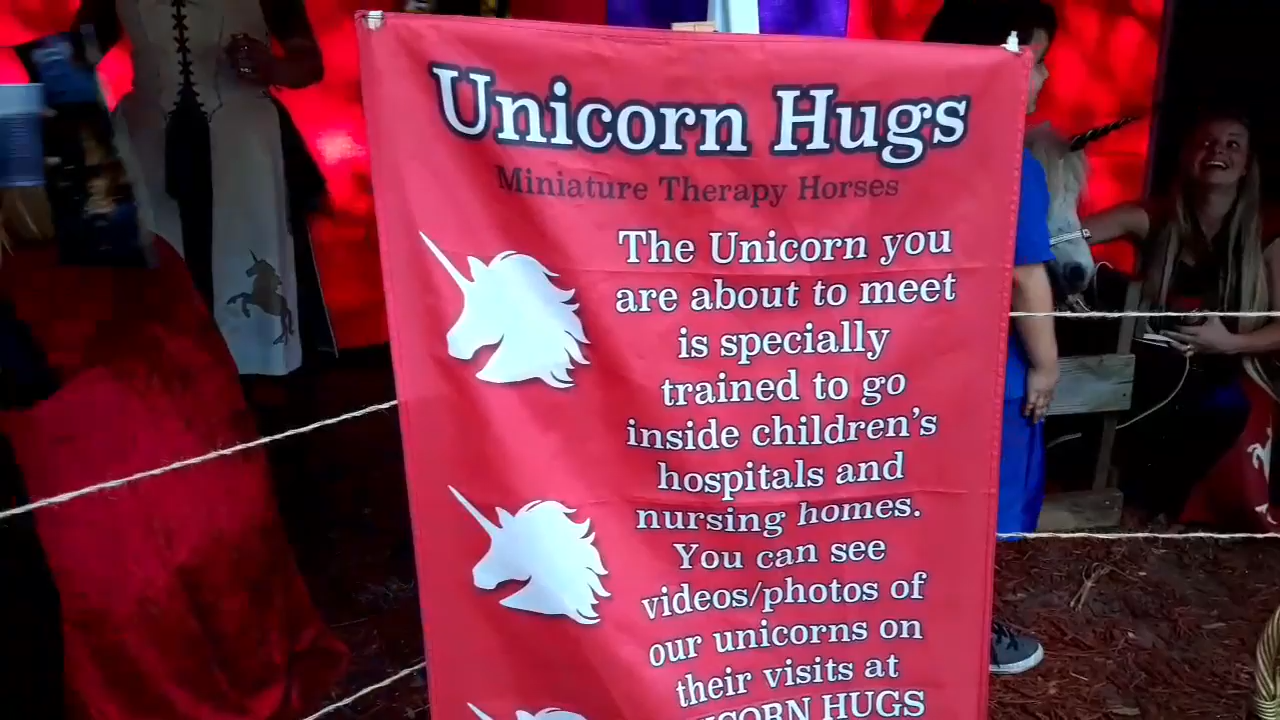 Unicorn Hugs
Miniature Therapy Horses
The Unicorn you
are about to meet
is specially
trained to go
inside children's
hospitals and
nursing homes.
You can see
videos/photos of
our unicorns on
their visits at
HUGS